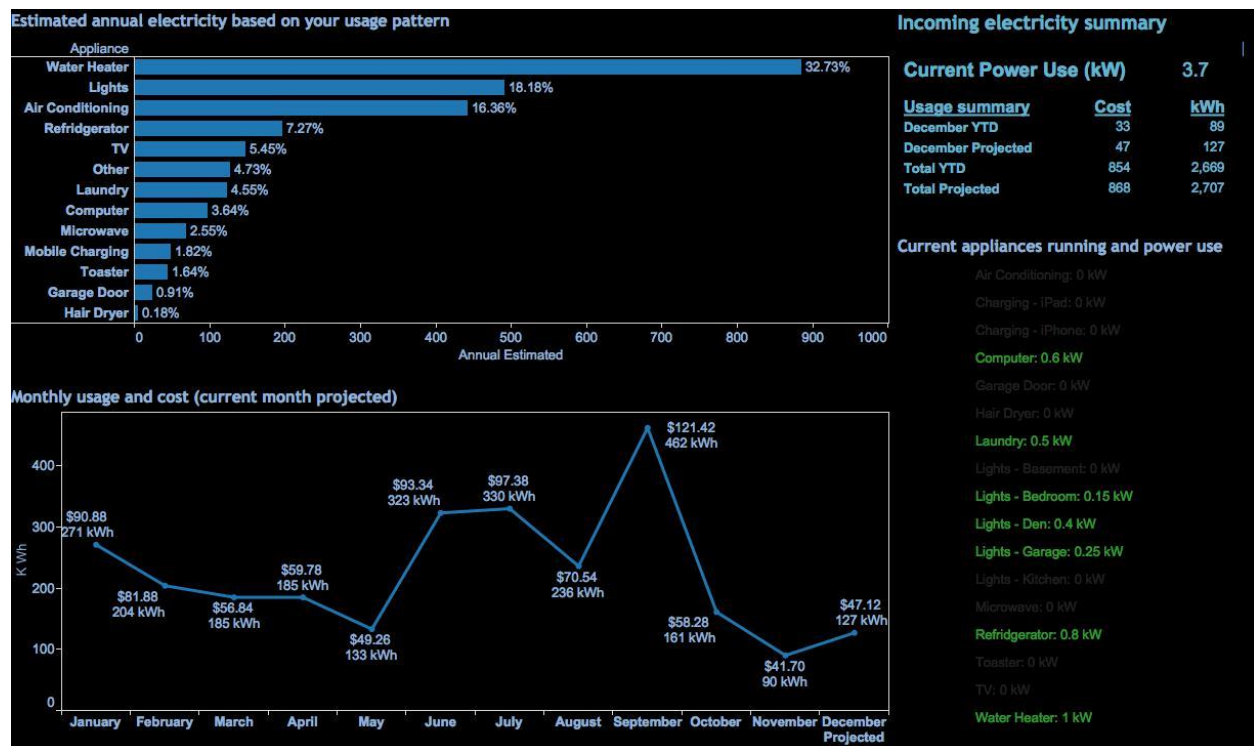 Estimated annual electricity based on your usage pattern
Appliance
Water Heater 32.73%
Lights 18.18%
Air Conditioning 16.36%
Refridgerator 7.27%
TV 5.45%
Other 4.73%
Laundry 4.55%
Computer 3.64%
Microwave 2.55%
Mobile Charging 1.82%
Toaster 1.64%
Garage Door 0.91%
Hair Dryer 0.18%
0 100 200 300 400 500 600 700 800 900 1000
Annual Estimated
Monthly usage and cost (current month projected)
K Wh
400
300
200
100
0
$90.88
271 kWh
$81.88
204 kWh
$56.84
185 kWh
$59.78
185 kWh
$49.26
133 kWh
$93.34
323 kWh
$97.38
330 kWh
$70.54
236 kWh
$121.42
462 kWh
$58.28
161 kWh
$41.70
90 kWh
$47.12
127 kWh
January February March April May June July August September October November December
Projected
Incoming electricity summary
Current Power Use (kW) 3.7
Usage summary Cost kWh
December YTD 33 89
December Projected 47 127
Total YTD 854 2,669
Total Projected 868 2,707
Current appliances running and power use
Air Conditioning: 0 kW
Charging - iPad: 0 kW
Charging - iPhone: 0 kW
Computer: 0.6 kW
Garage Door: 0 kW
Hair Dryer: 0 kW
Laundry: 0.5 kW
Lights - Basement: 0 kW
Lights - Bedroom: 0.15 kW
Lights - Den: 0.4 kW
Lights - Garage: 0.25 kW
Lights - Kitchen: 0 kW
Microwave: 0 kW
Refridgerator: 0.8 kW
Toaster: 0 kW
TV: 0 kW
Water Heater: 1 kW